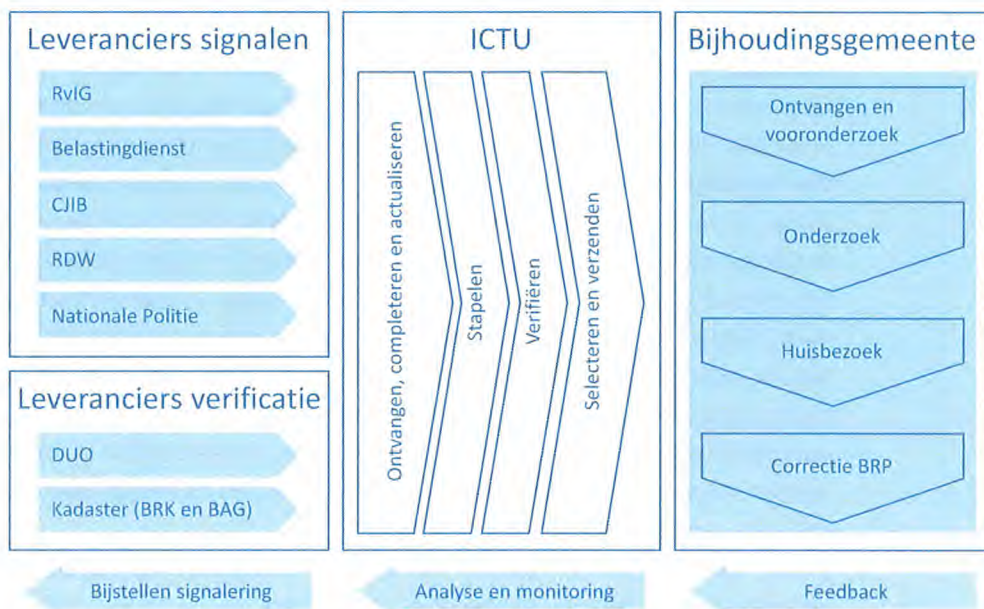 Leveranciers signalen
RvIG
Belastingdienst
CJIB
RDW
Nationale Politie
Leveranciers verificatie
DUO
Kadaster (BRK en BAG)
ICTU
Ontvangen, completeren en actualiseren
Stapelen
Verifiëren
Selecteren en verzenden
Bijhoudingsgemeente
Ontvangen en
vooronderzoek
Onderzoek
Huisbezoek
Correctie BRP
Bijstellen signalering
Analyse en monitoring
Feedback